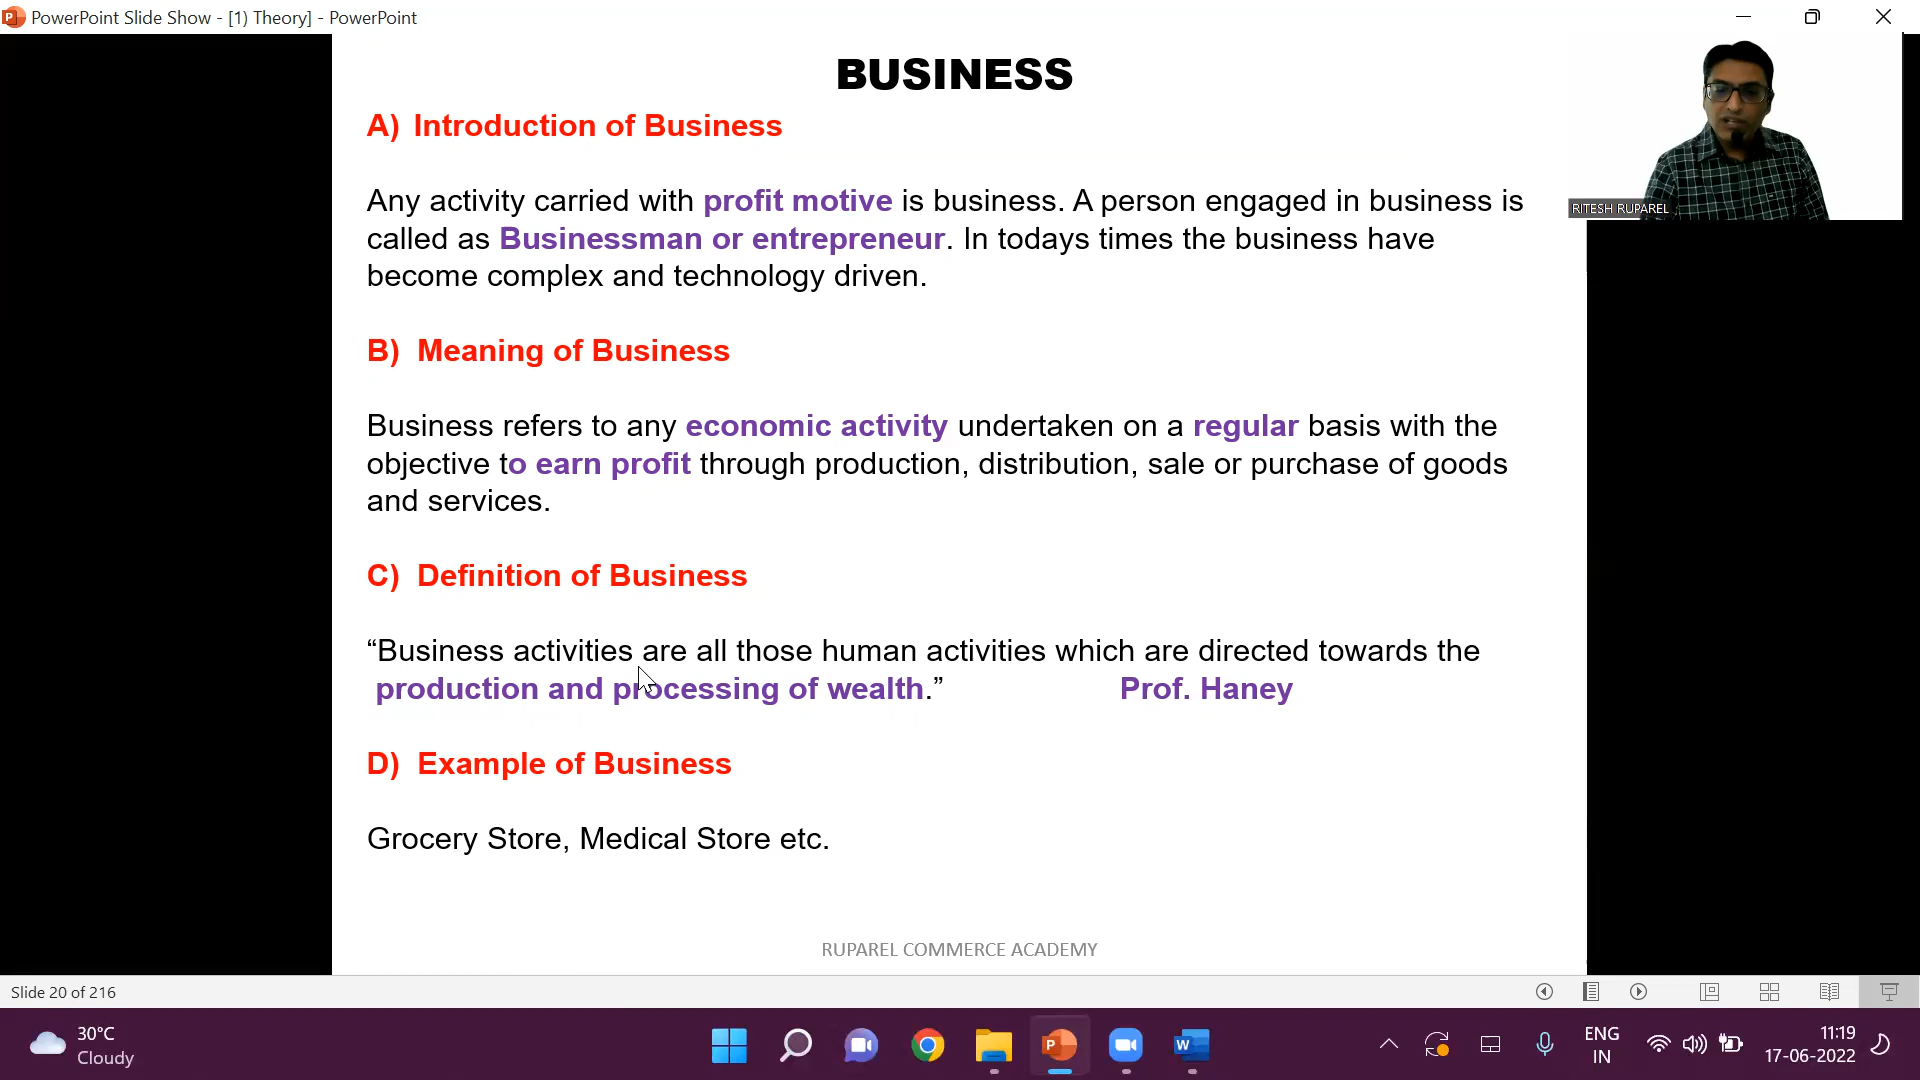 PowerPoint Slide Show - [1) Theory] - PowerPoint
BUSINESS
A) Introduction of Business
Any activity carried with profit motive is business. A person engaged in business is
called as Businessman or entrepreneur. In todays times the business have
become complex and technology driven.
B) Meaning of Business
Business refers to any economic activity undertaken on a regular basis with the
objective to earn profit through production, distribution, sale or purchase of goods
and services.
C) Definition of Business
“Business activities are all those human activities which are directed towards the
production and processing of wealth.” Prof. Haney
D) Example of Business
Grocery Store, Medical Store etc.
RUPAREL COMMERCE ACADEMY
RITESH RUPAREL
Slide 20 of 216
30°C
Cloudy
ENG
IN
11:19
17-06-2022